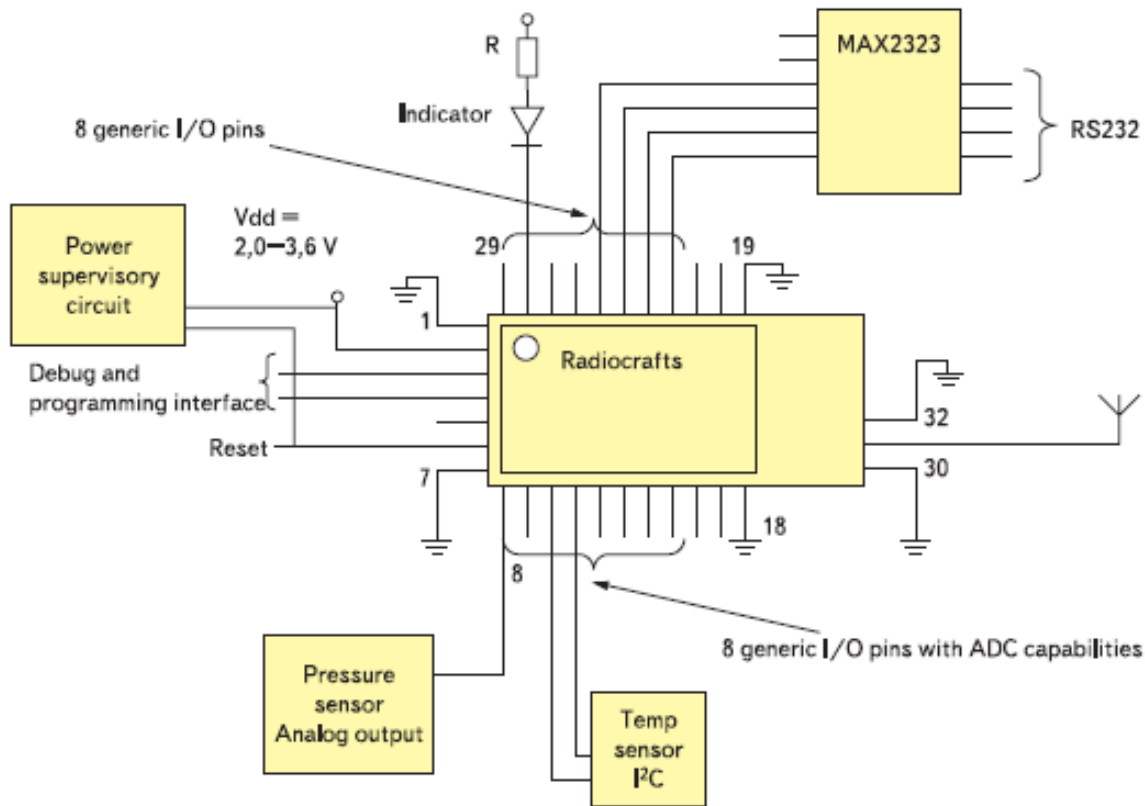 R
MAX2323
Indicator
8 generic I/O pins
RS232
Vdd =
2,0–3,6 V
29
19
Power
supervisory
circuit
1
Radiocrafts
Debug and
programming interface
32
Reset
7
30
18
8
8 generic I/O pins with ADC capabilities
Pressure
sensor
Analog output
Temp
sensor
I²C